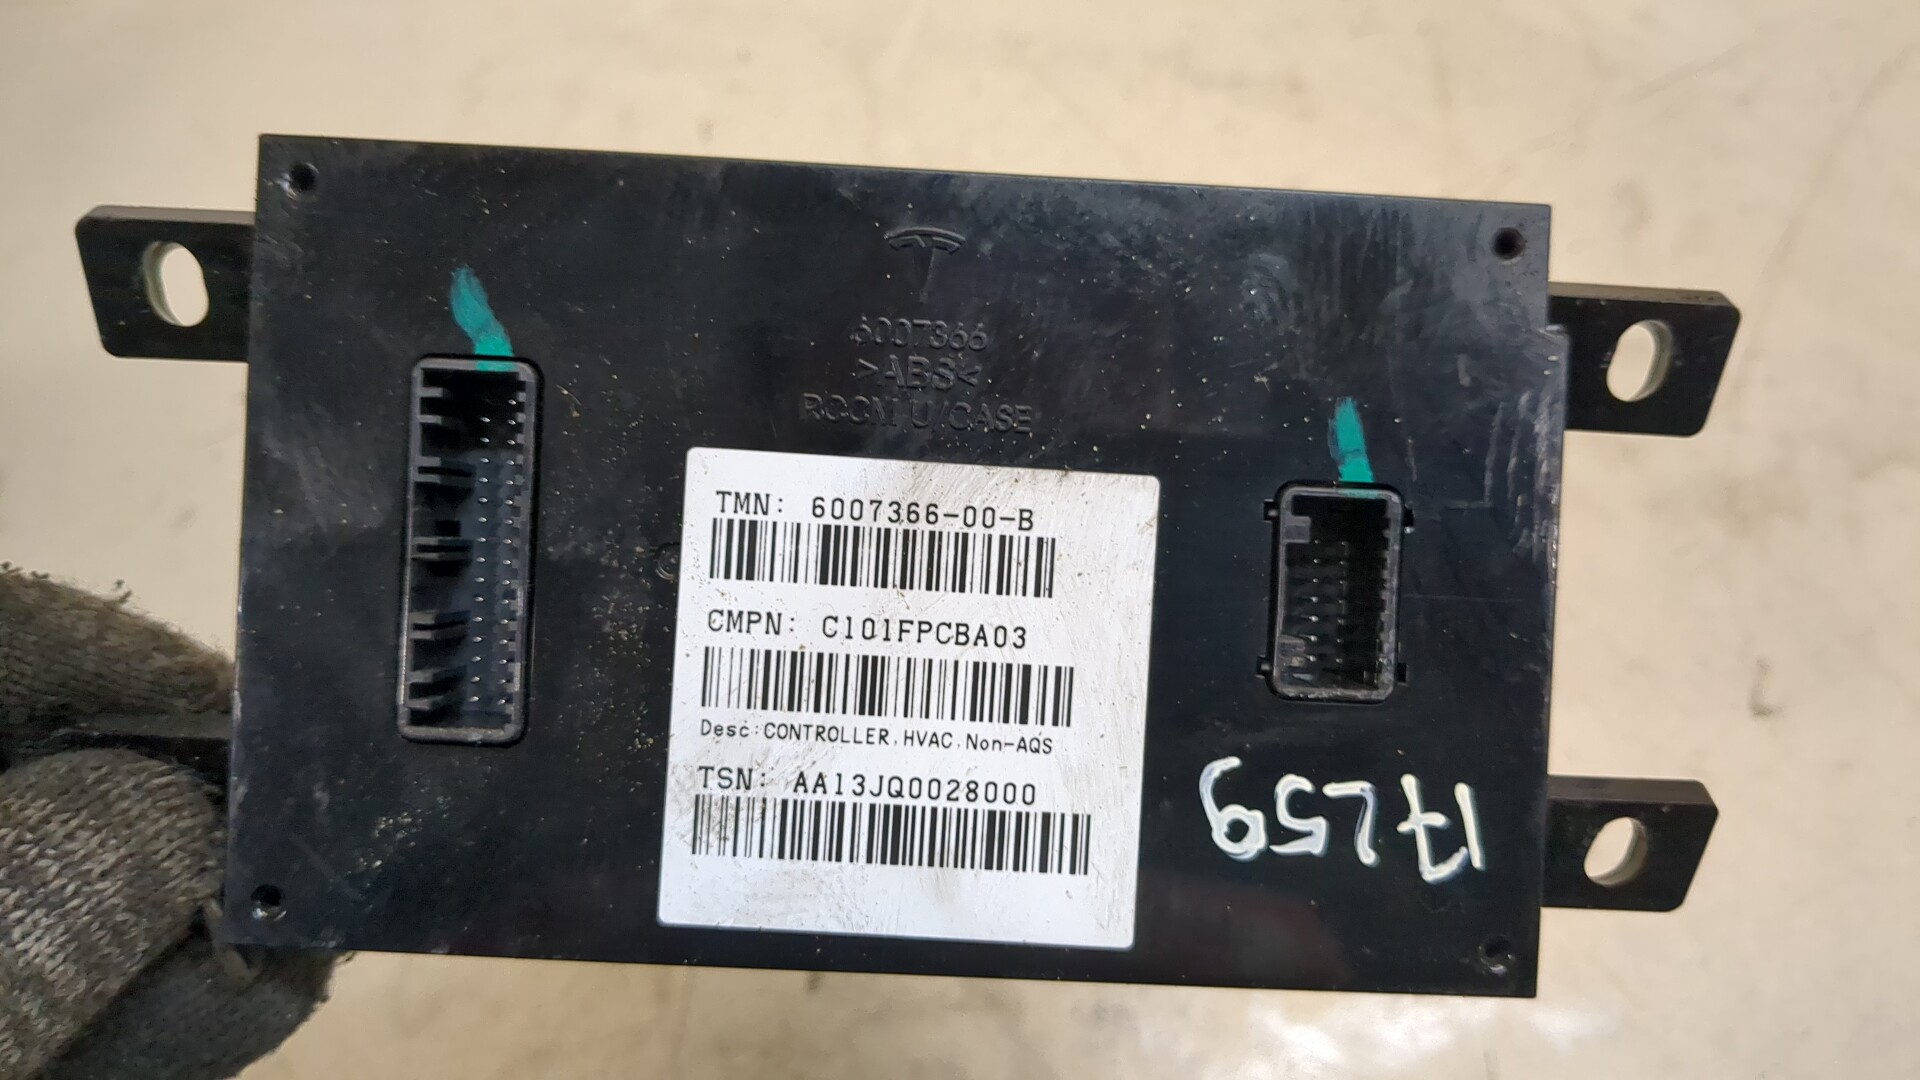 6007366
>ABS<
RCCM U/CASE
TMN: 6007366-00-B
CMPN: C101FPCBA03
Desc:CONTROLLER,HVAC,Non-AQS
TSN: AA13JQ0028000
17L59